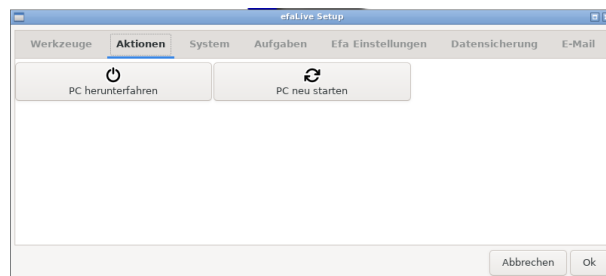 efaLive Setup
Werkzeuge Aktionen System Aufgaben Efa Einstellungen Datensicherung E-Mail
PC herunterfahren PC neu starten
Abbrechen Ok